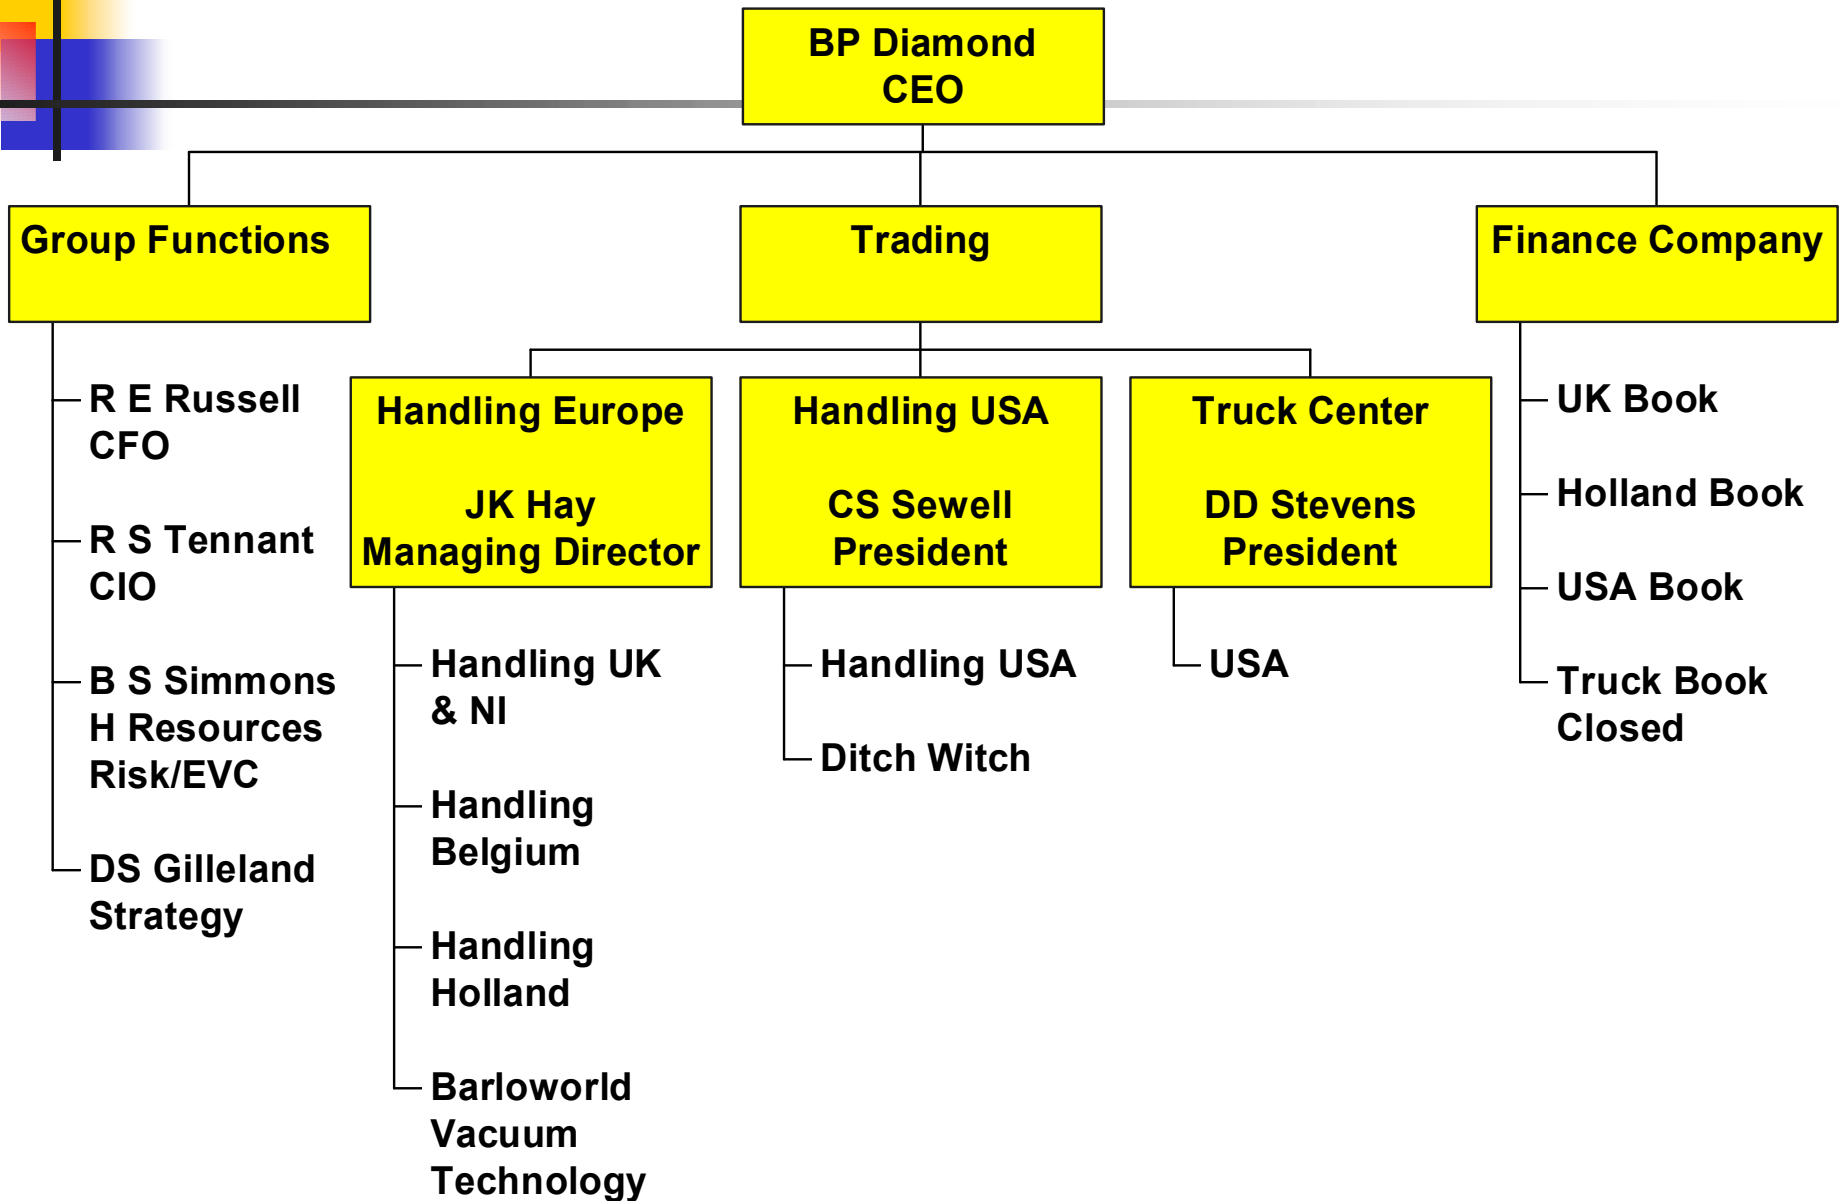 BP Diamond
CEO
Group Functions
Trading
Finance Company
R E Russell
CFO
R S Tennant
CIO
B S Simmons
H Resources
Risk/EVC
DS Gilleland
Strategy
Handling Europe
JK Hay
Managing Director
Handling UK
& NI
Handling
Belgium
Handling
Holland
Barloworld
Vacuum
Technology
Handling USA
CS Sewell
President
Handling USA
Ditch Witch
Truck Center
DD Stevens
President
USA
UK Book
Holland Book
USA Book
Truck Book
Closed